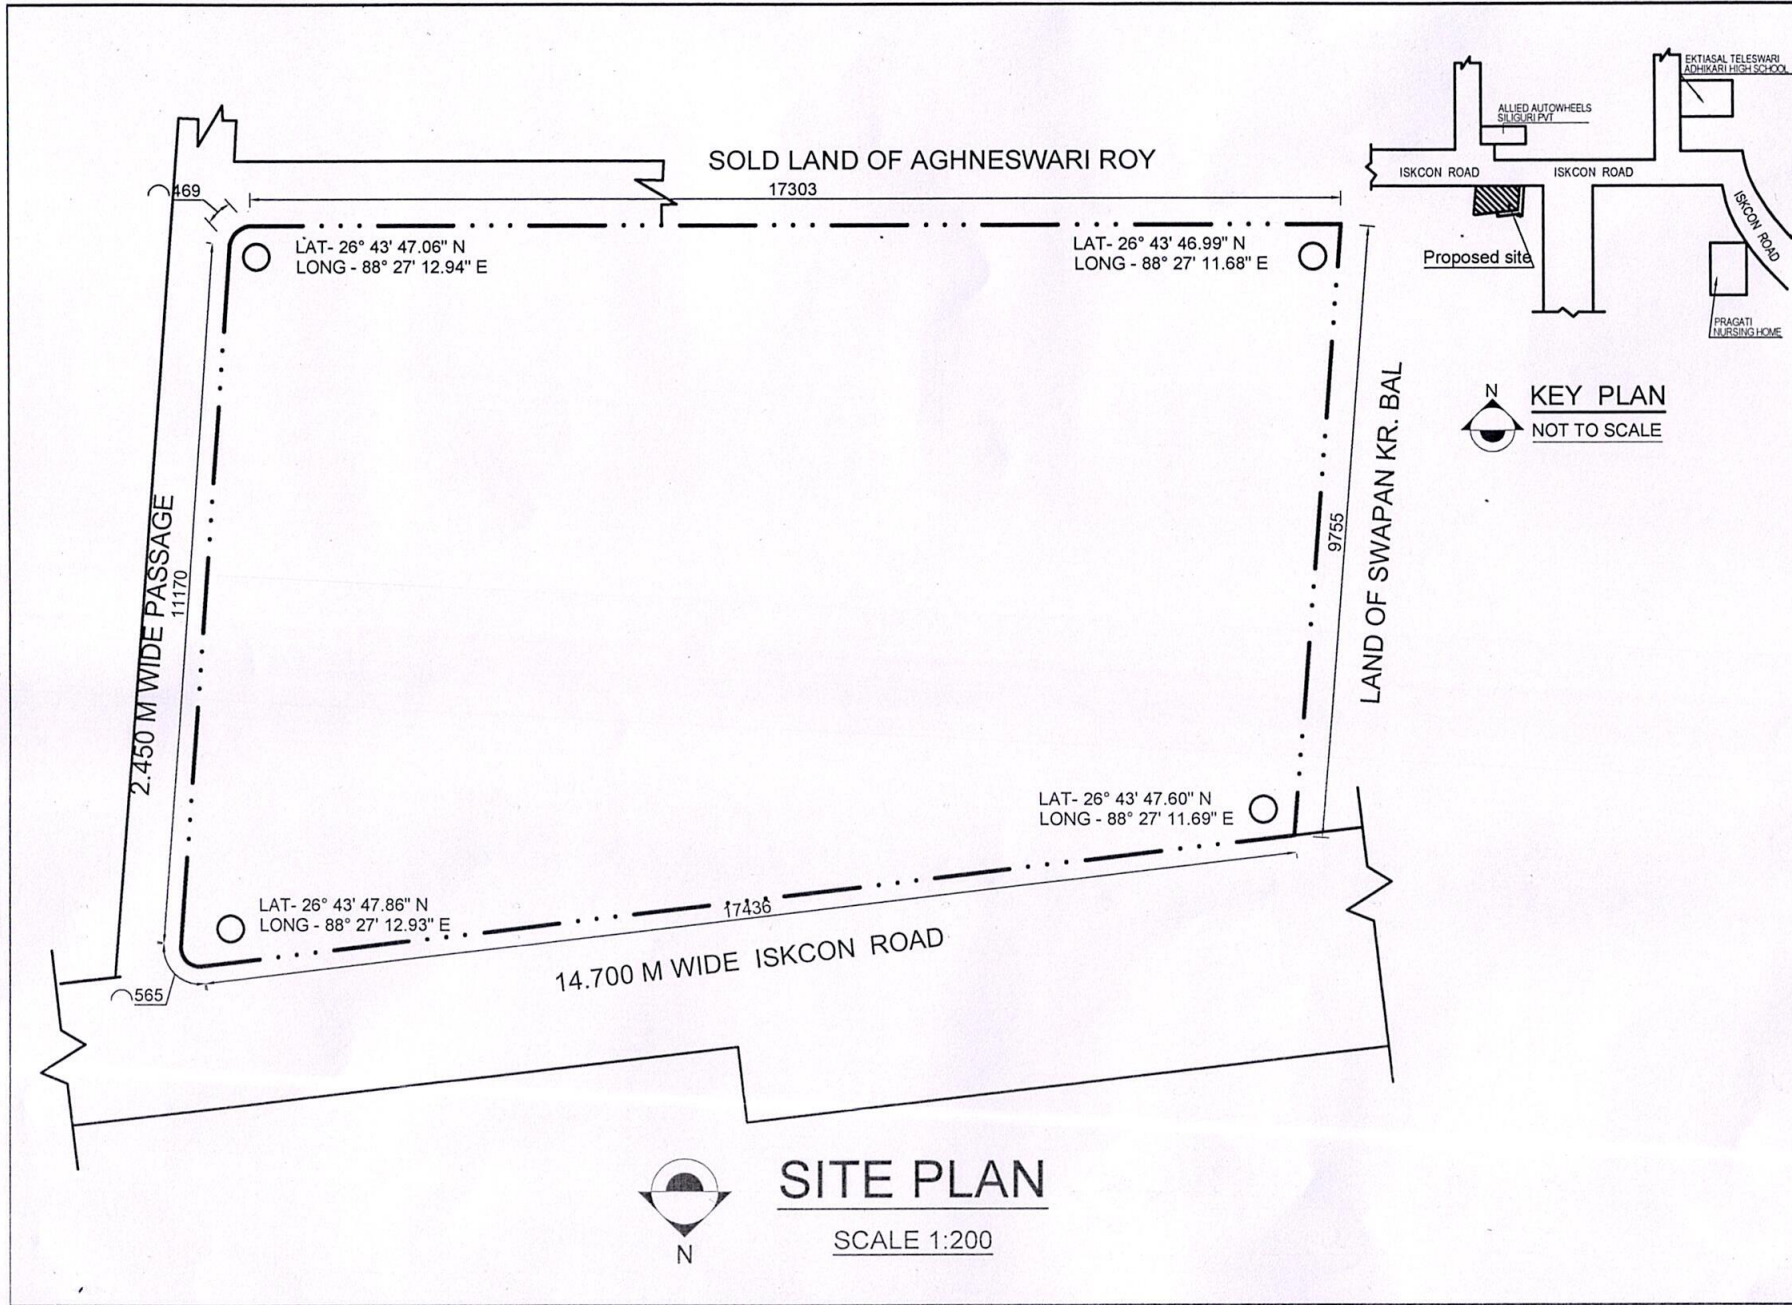 EKTIASAL TELESWARI
ADHIKARI HIGH SCHOOL
ALLIED AUTOWHEELS
SILIGURI PVT
ISKCON ROAD
ISKCON ROAD
ISKCON ROAD
Proposed site
PRAGATI
NURSING HOME
N
KEY PLAN
NOT TO SCALE
SOLD LAND OF AGHNESWARI ROY
17303
469
LAT- 26° 43' 47.06" N
LONG - 88° 27' 12.94" E
LAT- 26° 43' 46.99" N
LONG - 88° 27' 11.68" E
2.450 M WIDE PASSAGE
11170
9755
LAND OF SWAPAN KR. BAL
LAT- 26° 43' 47.60" N
LONG - 88° 27' 11.69" E
LAT- 26° 43' 47.86" N
LONG - 88° 27' 12.93" E
17436
14.700 M WIDE ISKCON ROAD
565
N
SITE PLAN
SCALE 1:200